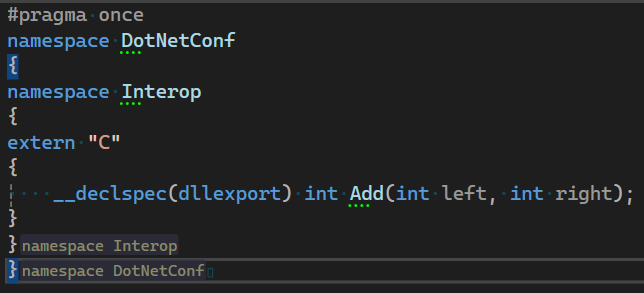 #pragma once
namespace DotNetConf
{
namespace Interop
{
extern "C"
{
    __declspec(dllexport) int Add(int left, int right);
}
} namespace Interop
} namespace DotNetConf